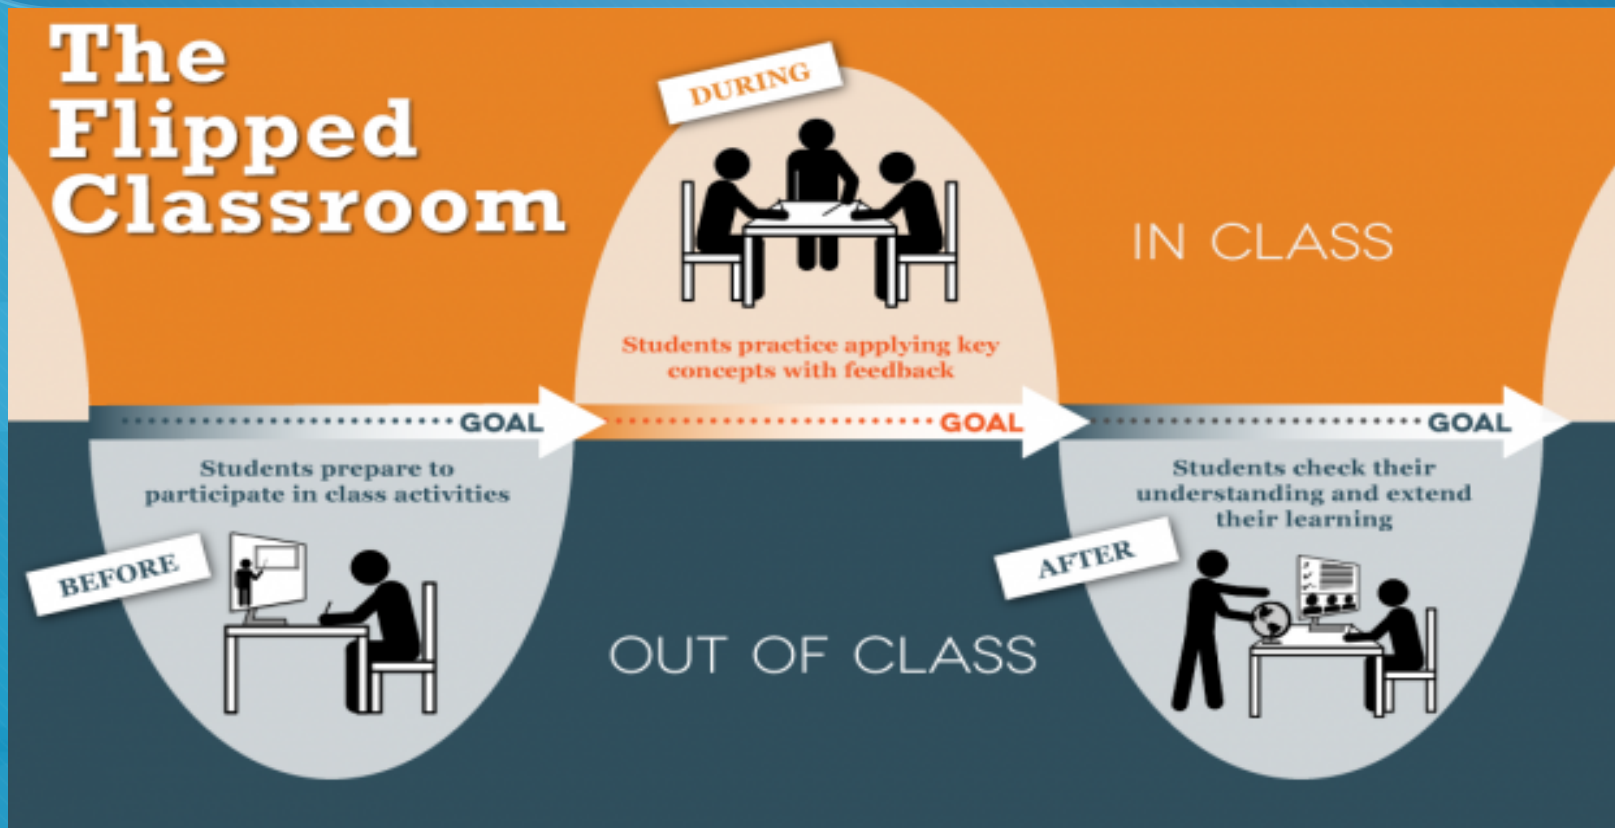 The
Flipped
Classroom
DURING
IN CLASS
Students practice applying key
concepts with feedback
GOAL
GOAL
GOAL
Students prepare to
participate in class activities
BEFORE
Students check their
understanding and extend
their learning
AFTER
OUT OF CLASS